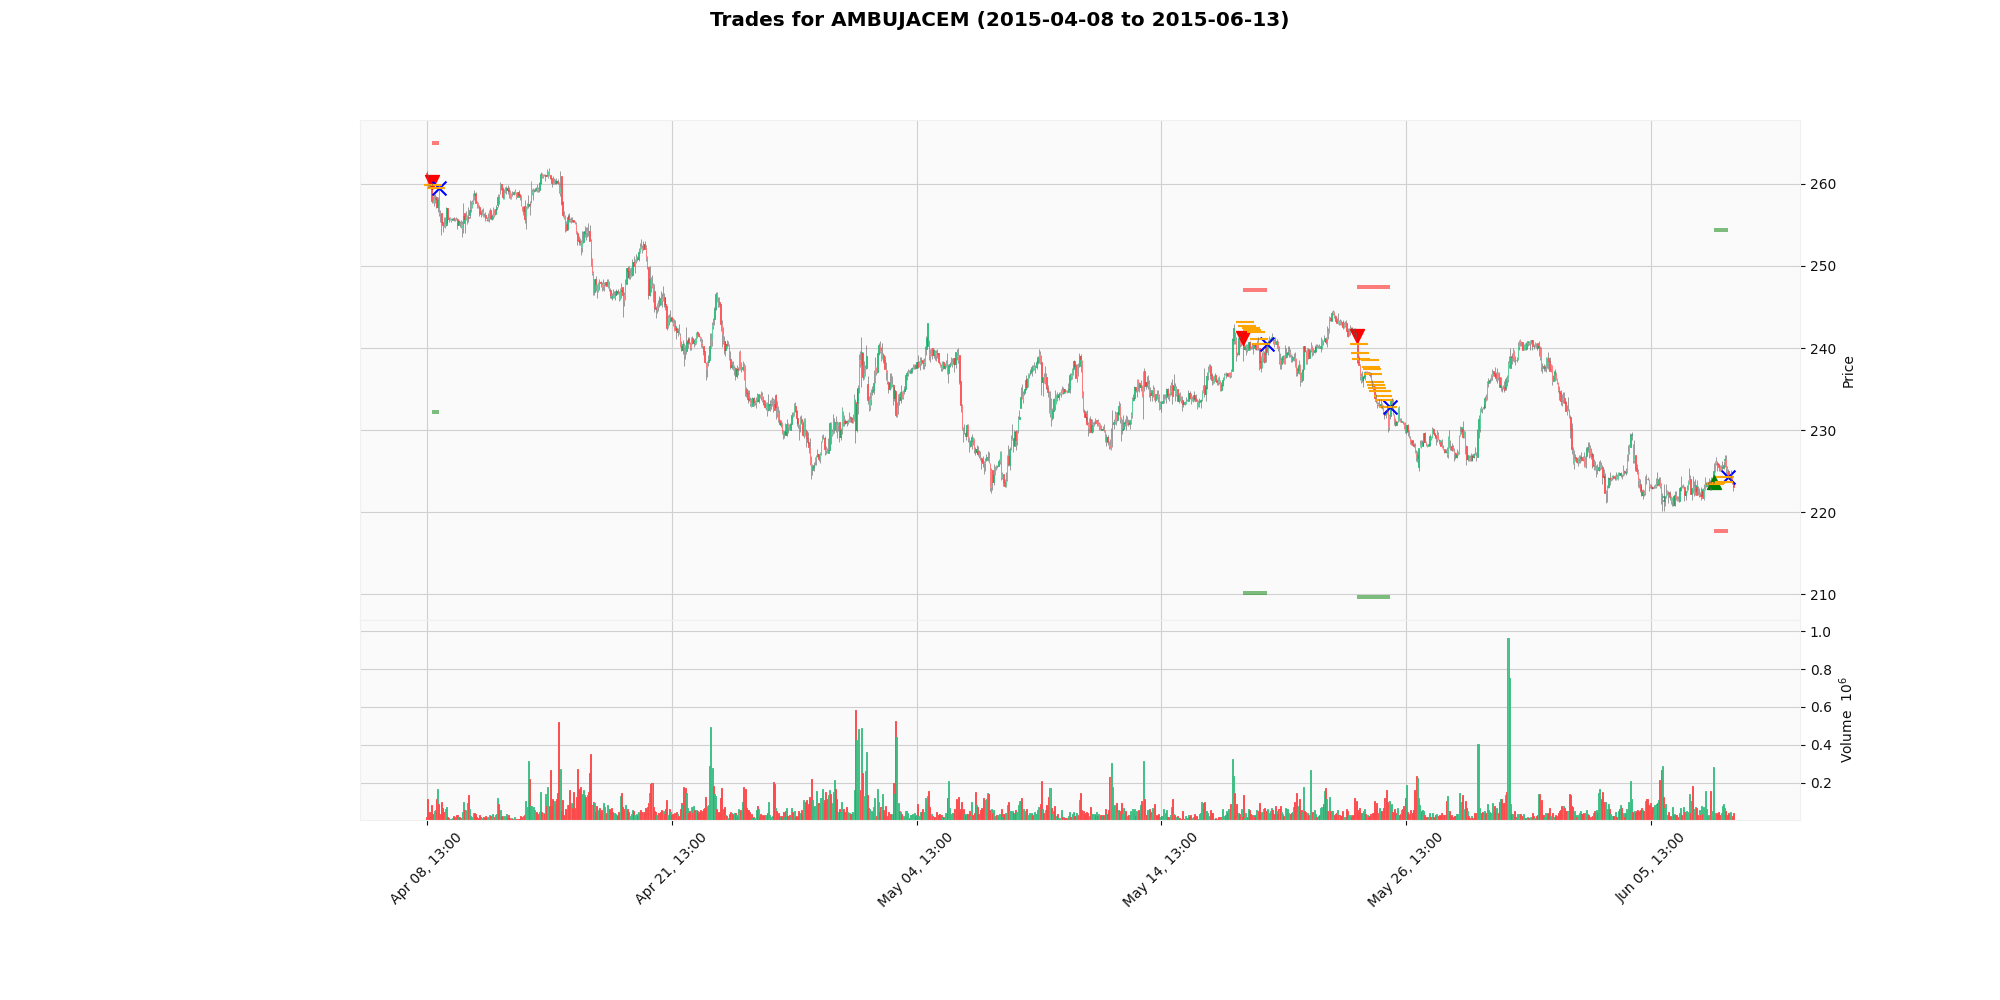 Trades for AMBUJACEM (2015-04-08 to 2015-06-13)
260
250
240
230
220
210
Price
1.0
0.8
0.6
0.4
0.2
Volume 10^6
Apr 08, 13:00
Apr 21, 13:00
May 04, 13:00
May 14, 13:00
May 26, 13:00
Jun 05, 13:00